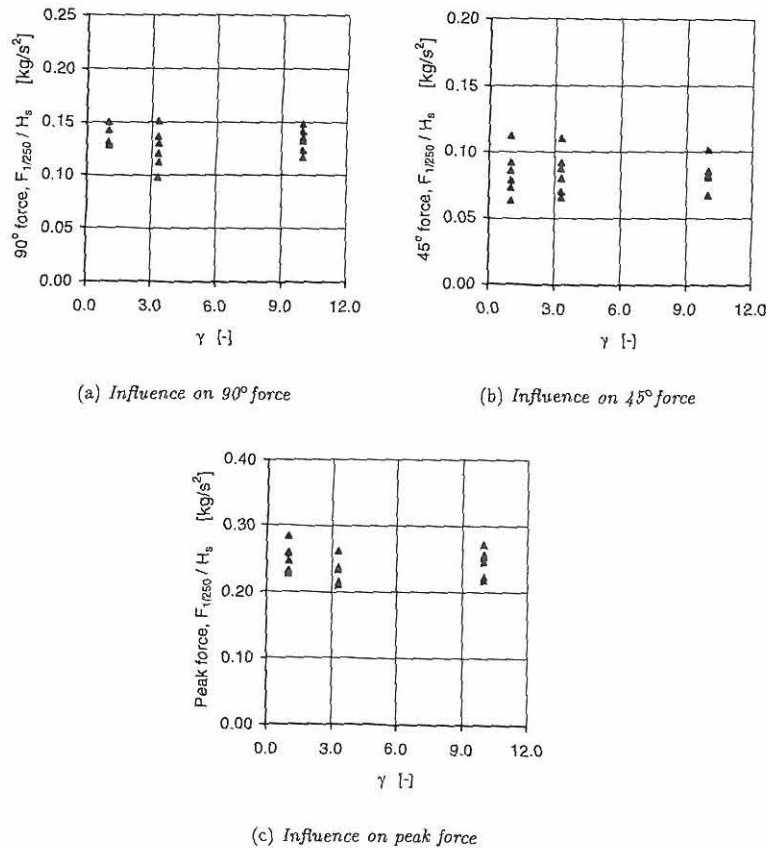 0.25
0.20
0.15
0.10
0.05
0.00
90° force, F1/250 / Hs [kg/s²]
0.0 3.0 6.0 9.0 12.0
γ [-]
(a) Influence on 90° force
0.20
0.15
0.10
0.05
0.00
45° force, F1/250 / Hs [kg/s²]
0.0 3.0 6.0 9.0 12.0
γ [-]
(b) Influence on 45° force
0.40
0.30
0.20
0.10
0.00
Peak force, F1/250 / Hs [kg/s²]
0.0 3.0 6.0 9.0 12.0
γ [-]
(c) Influence on peak force